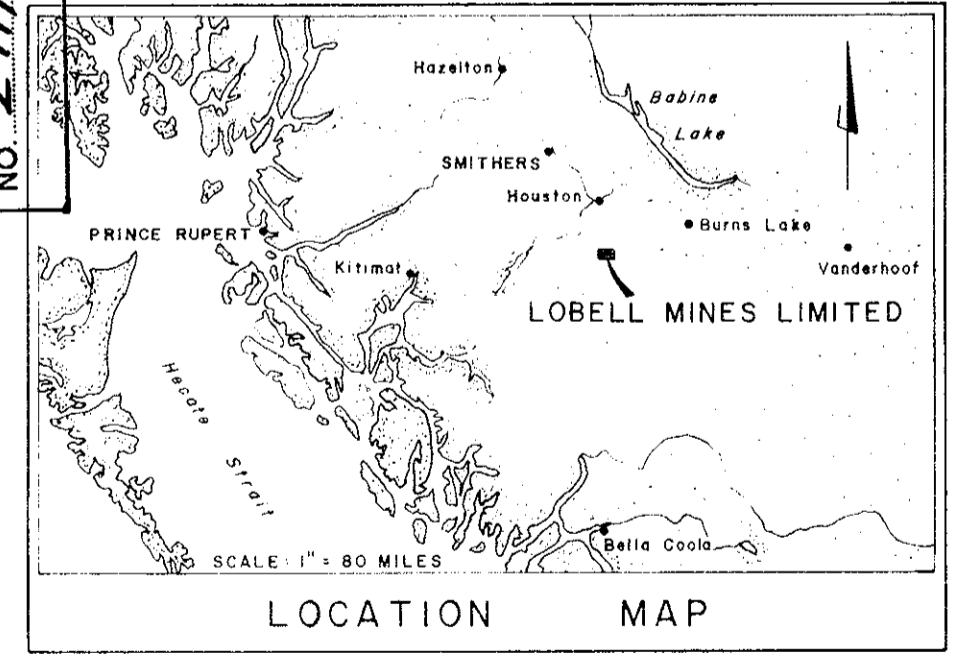 NO.
Hazelton
Babine
Lake
SMITHERS
Houston
PRINCE RUPERT
Burns Lake
Kitimat
Vanderhoof
LOBELL MINES LIMITED
Hecate
Strait
Bella Coola
SCALE: 1" = 80 MILES
LOCATION MAP